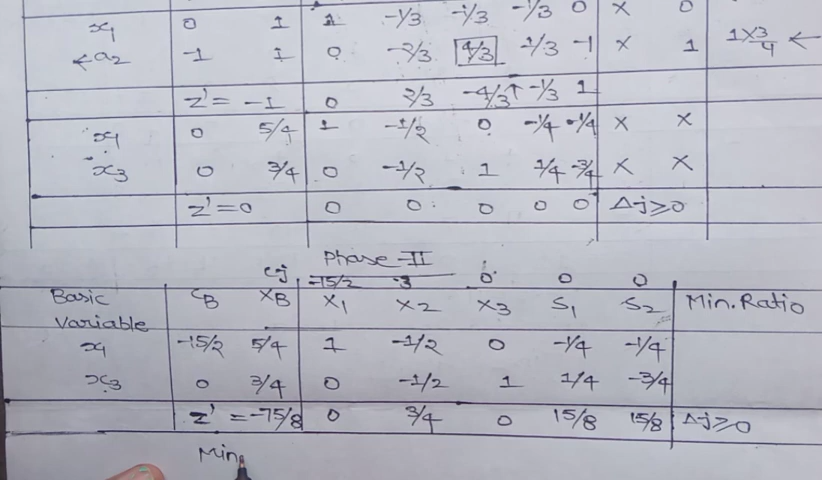 x1 0 1 1 -1/3 -1/3 -1/3 0 X 0
←a2 -1 1 0 -2/3 4/3 -1/3 -1 X 1 1×3/4 ←
z' = -1 0 2/3 -4/3↑ -1/3 1
x1 0 5/4 1 -1/2 0 -1/4 -1/4 X X
x3 0 3/4 0 -1/2 1 1/4 -3/4 X X
z' = 0 0 0 0 0 0 Δj≥0
Phase-II
cj -15/2 -3 0 0 0
Basic Variable CB XB X1 X2 X3 S1 S2 Min. Ratio
x1 -15/2 5/4 1 -1/2 0 -1/4 -1/4
x3 0 3/4 0 -1/2 1 1/4 -3/4
z' = -75/8 0 3/4 0 15/8 15/8 Δj≥0
Min